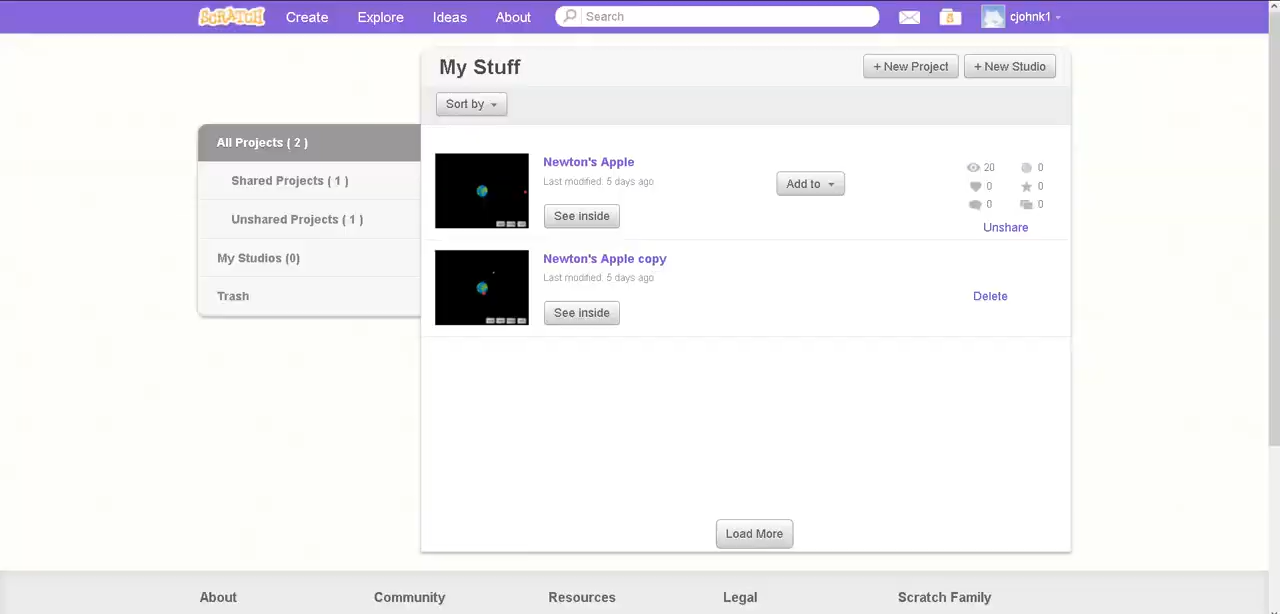 SCRATCH Create Explore Ideas About Search cjohnk1
My Stuff + New Project + New Studio
Sort by
All Projects ( 2 )
Shared Projects ( 1 )
Unshared Projects ( 1 )
My Studios (0)
Trash
Newton's Apple
Last modified: 5 days ago
See inside
Add to
20 0
0 0
0 0
Unshare
Newton's Apple copy
Last modified: 5 days ago
See inside
Delete
Load More
About Community Resources Legal Scratch Family